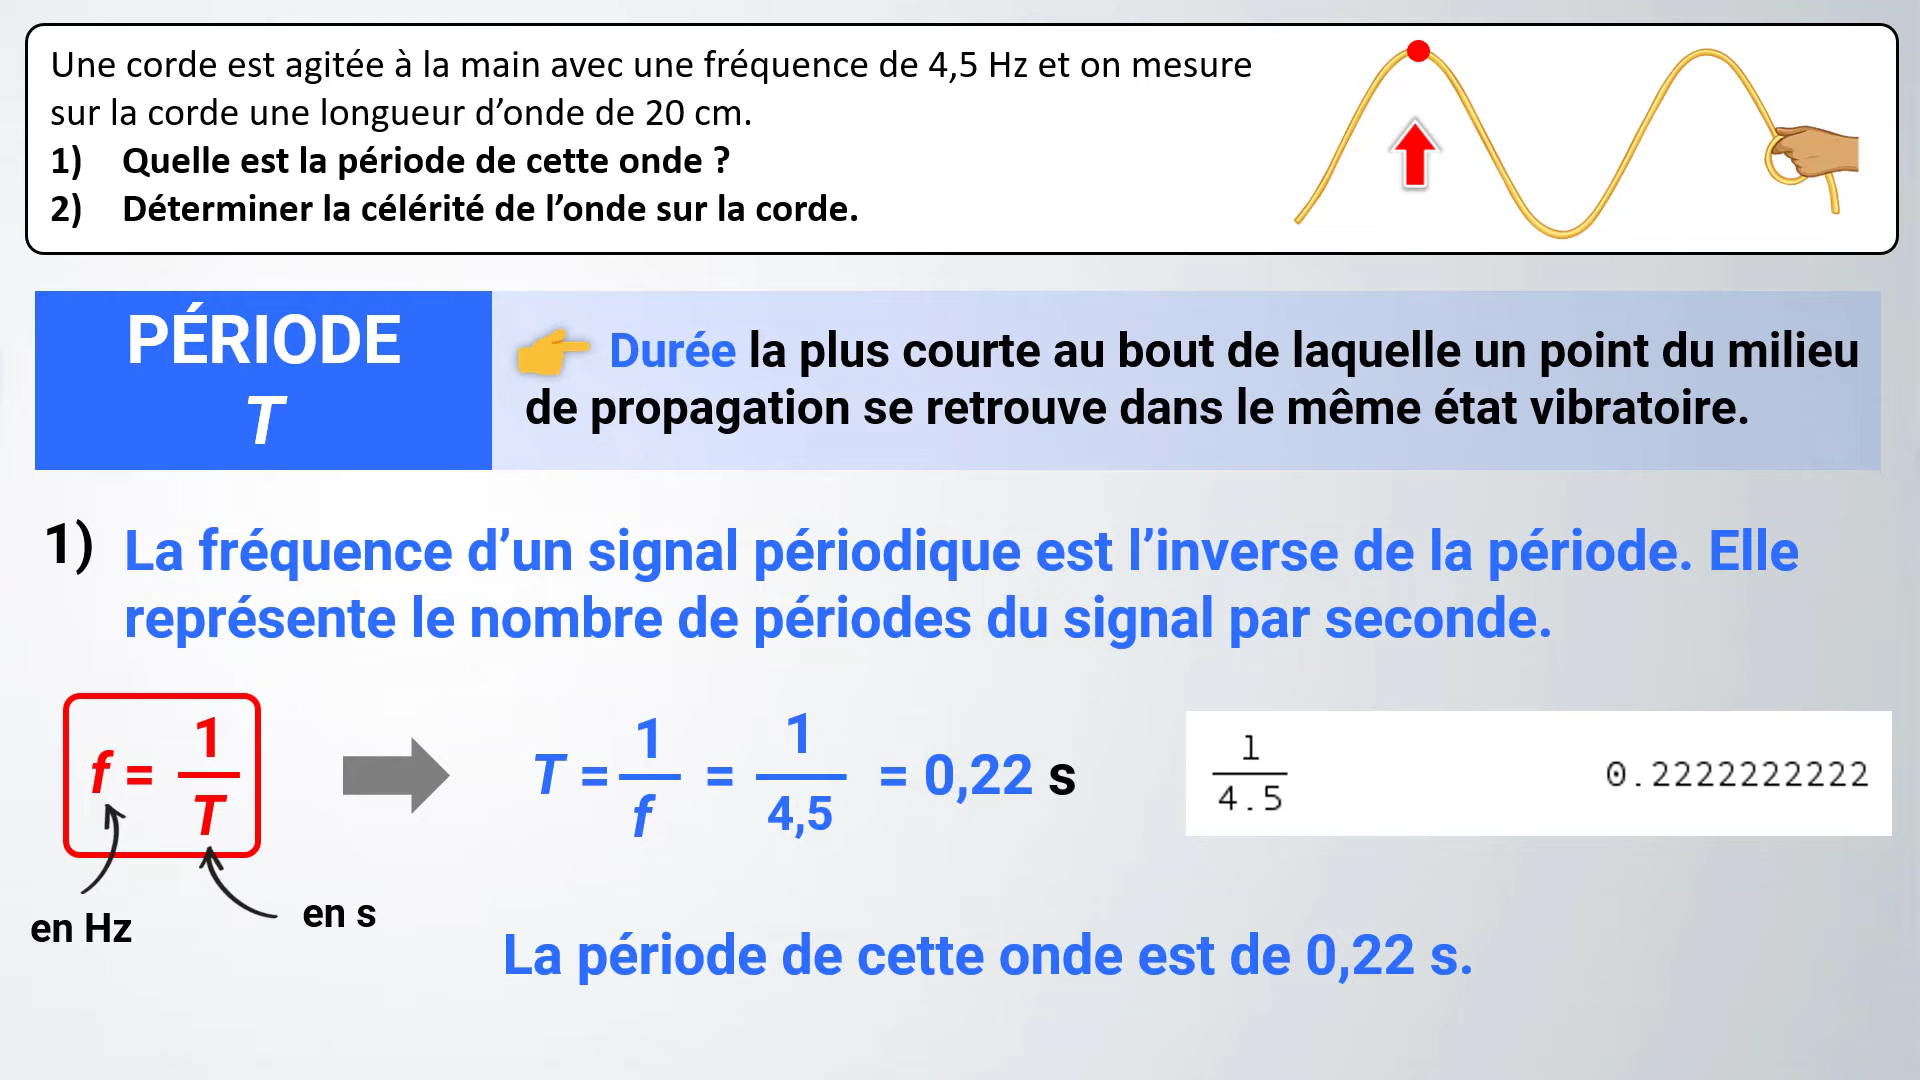 Une corde est agitée à la main avec une fréquence de 4,5 Hz et on mesure
sur la corde une longueur d’onde de 20 cm.
1) Quelle est la période de cette onde ?
2) Déterminer la célérité de l’onde sur la corde.
PÉRIODE
T
Durée la plus courte au bout de laquelle un point du milieu
de propagation se retrouve dans le même état vibratoire.
1) La fréquence d’un signal périodique est l’inverse de la période. Elle
représente le nombre de périodes du signal par seconde.
f = 1/T
T = 1/f = 1/4,5 = 0,22 s
1/4.5 0.2222222222
en Hz
en s
La période de cette onde est de 0,22 s.